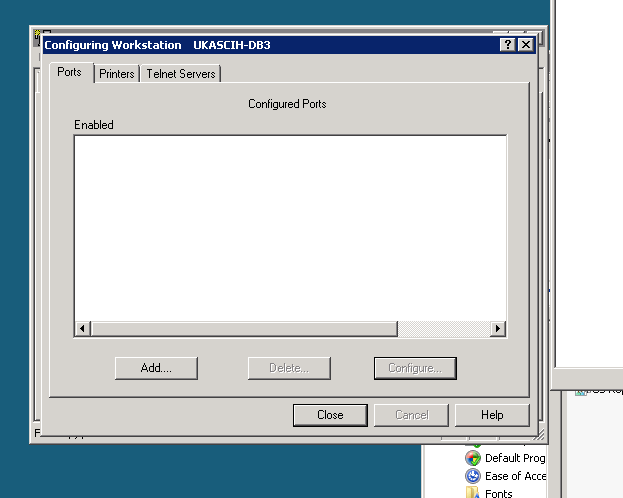 Configuring Workstation UKASCIH-DB3
Ports
Printers
Telnet Servers
Configured Ports
Enabled
Add....
Delete...
Configure...
Close
Cancel
Help
Default Prog
Ease of Acce
Fonts